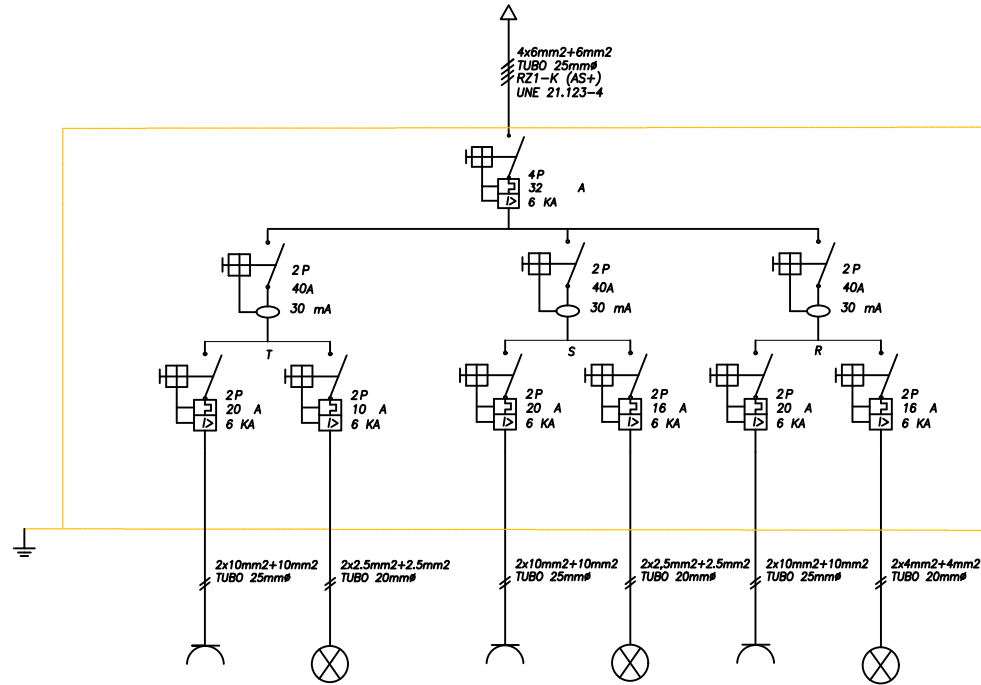 4x6mm2+6mm2
TUBO 25mmø
RZ1-K (AS+)
UNE 21.123-4
4P
32 A
I> 6 KA
2P
40A
30 mA
2P
40A
30 mA
2P
40A
30 mA
T
S
R
2P
20 A
I> 6 KA
2P
10 A
I> 6 KA
2P
20 A
I> 6 KA
2P
16 A
I> 6 KA
2P
20 A
I> 6 KA
2P
16 A
I> 6 KA
2x10mm2+10mm2
TUBO 25mmø
2x2.5mm2+2.5mm2
TUBO 20mmø
2x10mm2+10mm2
TUBO 25mmø
2x2,5mm2+2.5mm2
TUBO 20mmø
2x10mm2+10mm2
TUBO 25mmø
2x4mm2+4mm2
TUBO 20mmø